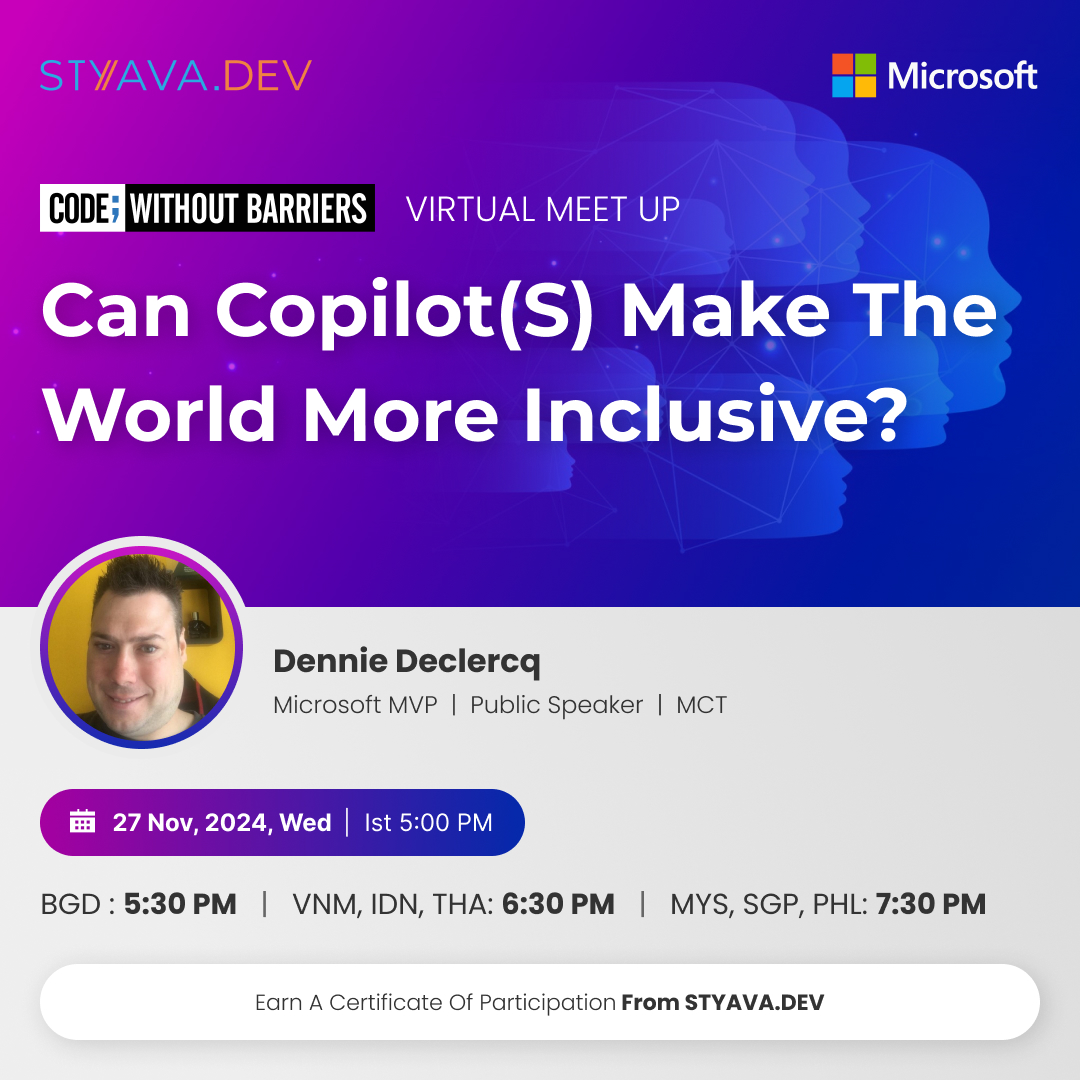 STYAVA.DEV
Microsoft
CODE; WITHOUT BARRIERS VIRTUAL MEET UP
Can Copilot(S) Make The
World More Inclusive?
Dennie Declercq
Microsoft MVP | Public Speaker | MCT
27 Nov, 2024, Wed | Ist 5:00 PM
BGD : 5:30 PM | VNM, IDN, THA: 6:30 PM | MYS, SGP, PHL: 7:30 PM
Earn A Certificate Of Participation From STYAVA.DEV